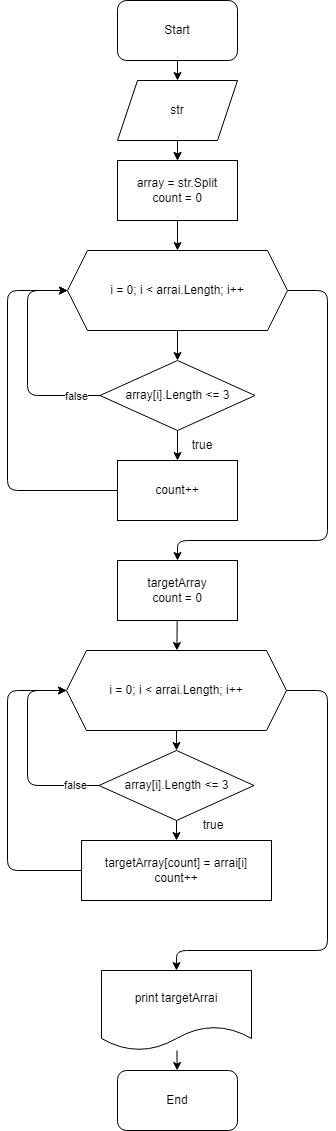 Start
str
array = str.Split
count = 0
i = 0; i < arrai.Length; i++
array[i].Length <= 3
false
true
count++
targetArray
count = 0
i = 0; i < arrai.Length; i++
array[i].Length <= 3
false
true
targetArray[count] = arrai[i]
count++
print targetArrai
End